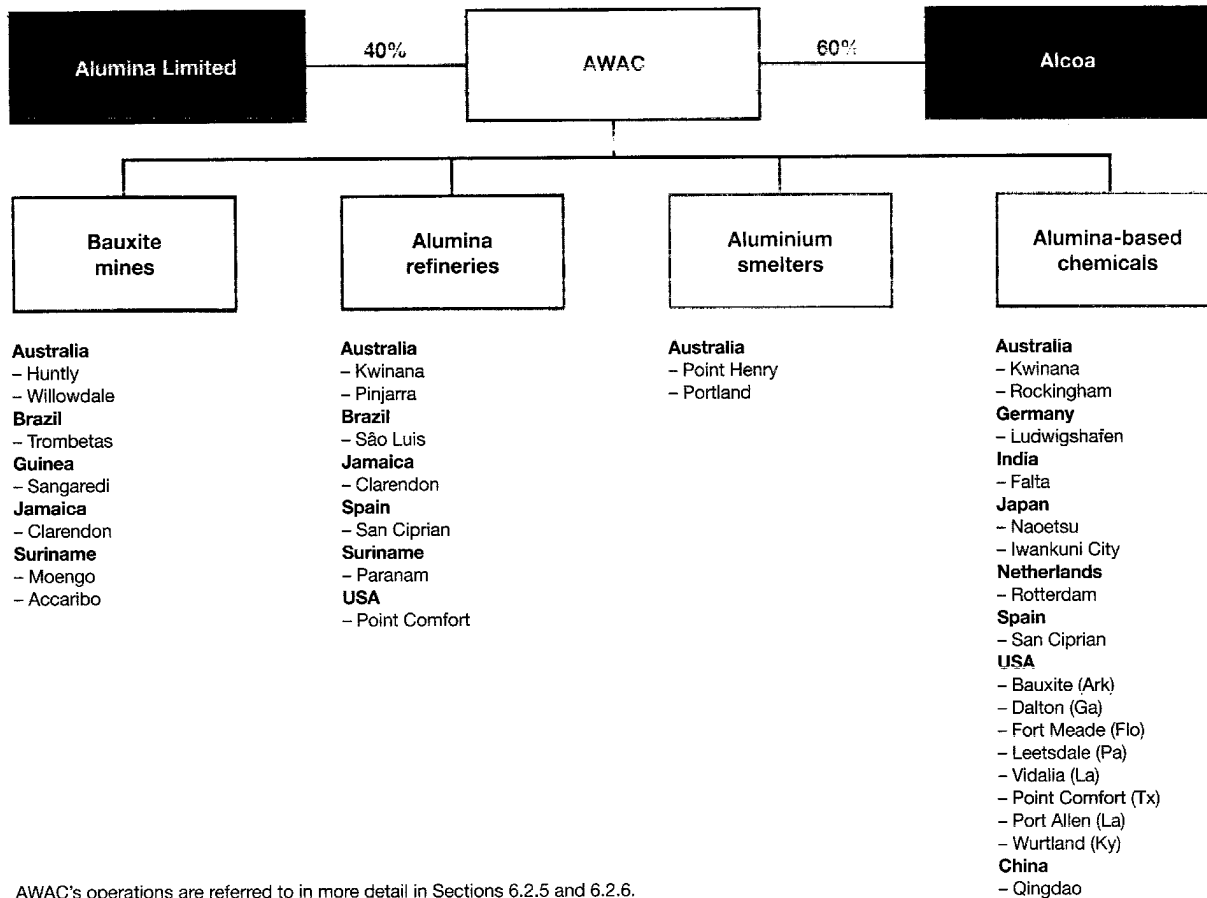 Alumina Limited
40%
AWAC
60%
Alcoa
Bauxite
mines
Alumina
refineries
Aluminium
smelters
Alumina-based
chemicals
Australia
– Huntly
– Willowdale
Brazil
– Trombetas
Guinea
– Sangaredi
Jamaica
– Clarendon
Suriname
– Moengo
– Accaribo
Australia
– Kwinana
– Pinjarra
Brazil
– Sâo Luis
Jamaica
– Clarendon
Spain
– San Ciprian
Suriname
– Paranam
USA
– Point Comfort
Australia
– Point Henry
– Portland
Australia
– Kwinana
– Rockingham
Germany
– Ludwigshafen
India
– Falta
Japan
– Naoetsu
– Iwankuni City
Netherlands
– Rotterdam
Spain
– San Ciprian
USA
– Bauxite (Ark)
– Dalton (Ga)
– Fort Meade (Flo)
– Leetsdale (Pa)
– Vidalia (La)
– Point Comfort (Tx)
– Port Allen (La)
– Wurtland (Ky)
China
– Qingdao
AWAC's operations are referred to in more detail in Sections 6.2.5 and 6.2.6.